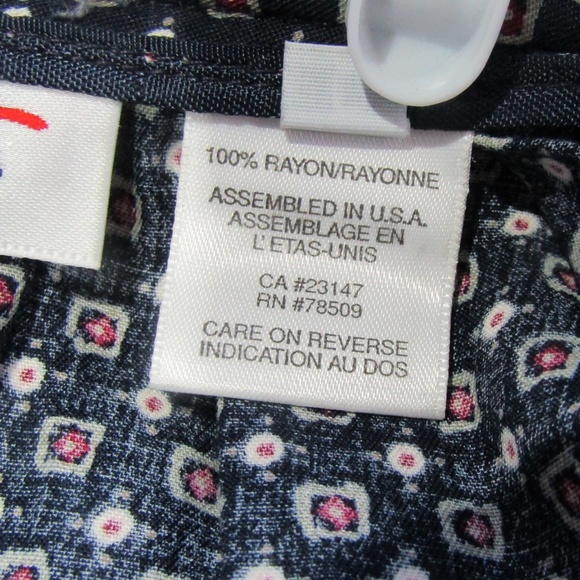 100% RAYON/RAYONNE
ASSEMBLED IN U.S.A.
ASSEMBLAGE EN
L'ETAS-UNIS
CA #23147
RN #78509
CARE ON REVERSE
INDICATION AU DOS